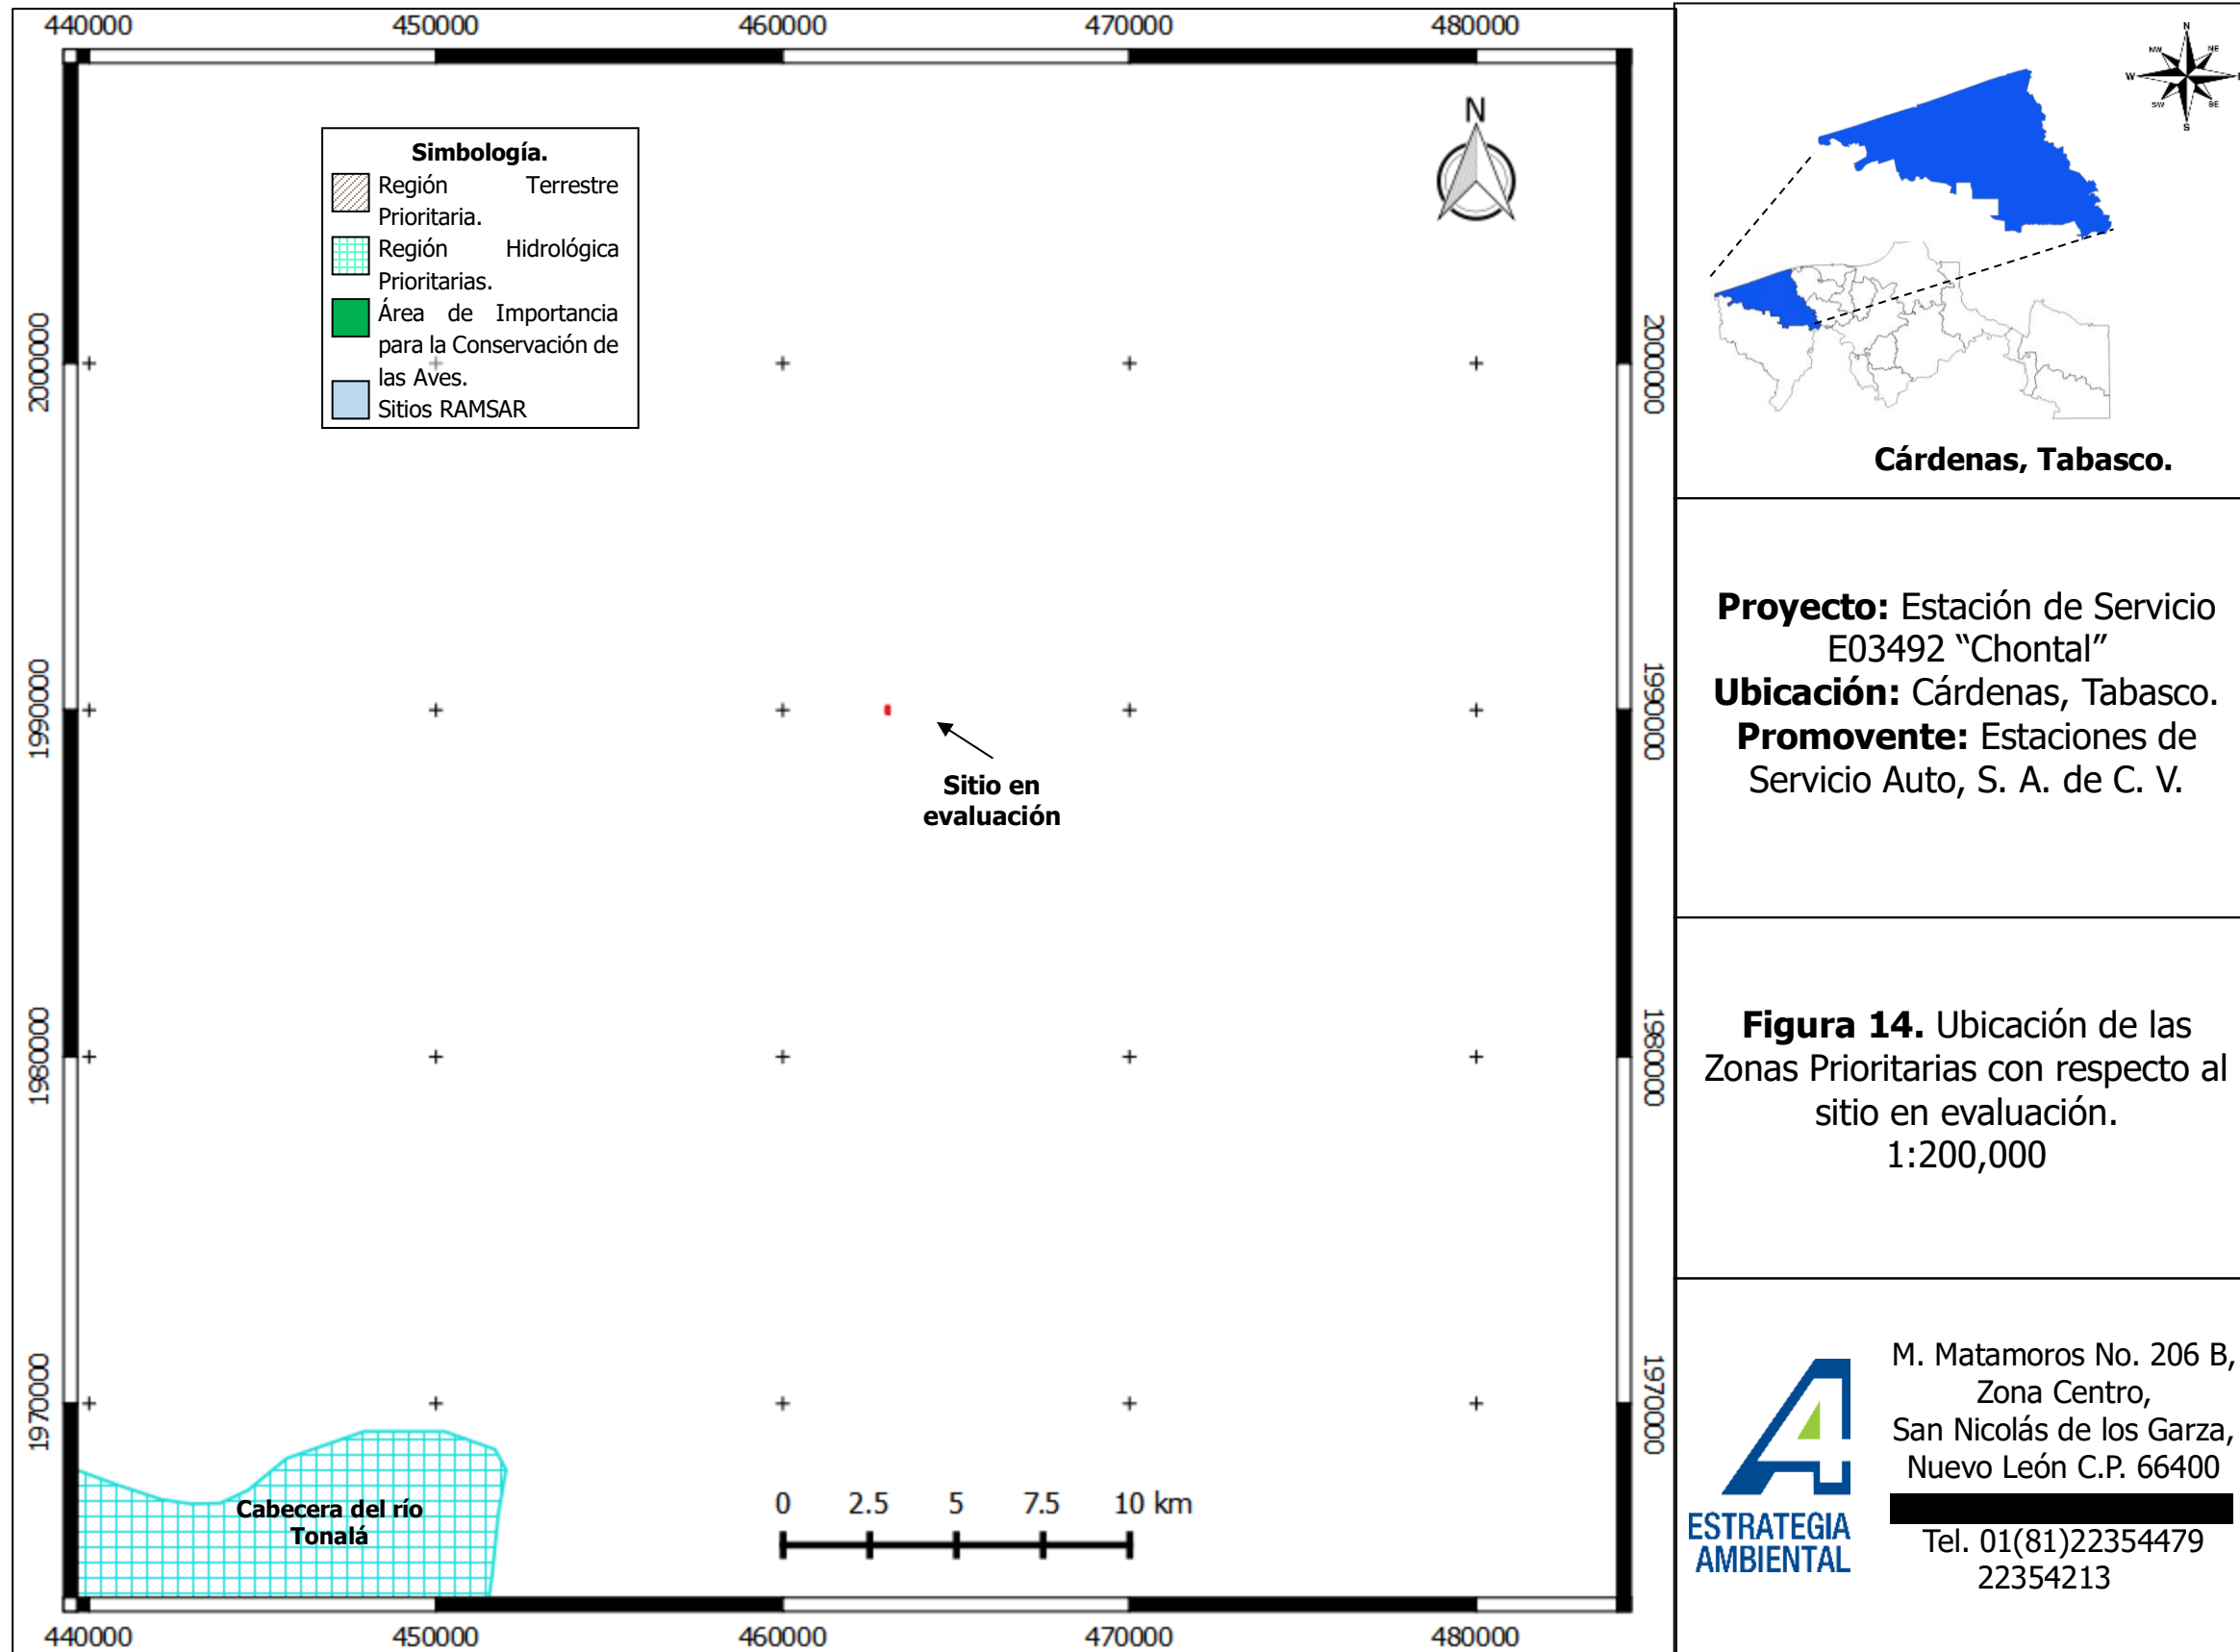 440000 450000 460000 470000 480000
Simbología.
Región Terrestre
Prioritaria.
Región Hidrológica
Prioritarias.
Área de Importancia
para la Conservación de
las Aves.
Sitios RAMSAR
N
2000000
1990000
1980000
1970000
2000000
1990000
1980000
1970000
Sitio en
evaluación
Cabecera del río
Tonalá
0 2.5 5 7.5 10 km
440000 450000 460000 470000 480000
N
NW NE
W
SW SE
S
Cárdenas, Tabasco.
Proyecto: Estación de Servicio
E03492 “Chontal”
Ubicación: Cárdenas, Tabasco.
Promovente: Estaciones de
Servicio Auto, S. A. de C. V.
Figura 14. Ubicación de las
Zonas Prioritarias con respecto al
sitio en evaluación.
1:200,000
ESTRATEGIA
AMBIENTAL
M. Matamoros No. 206 B,
Zona Centro,
San Nicolás de los Garza,
Nuevo León C.P. 66400
Tel. 01(81)22354479
22354213